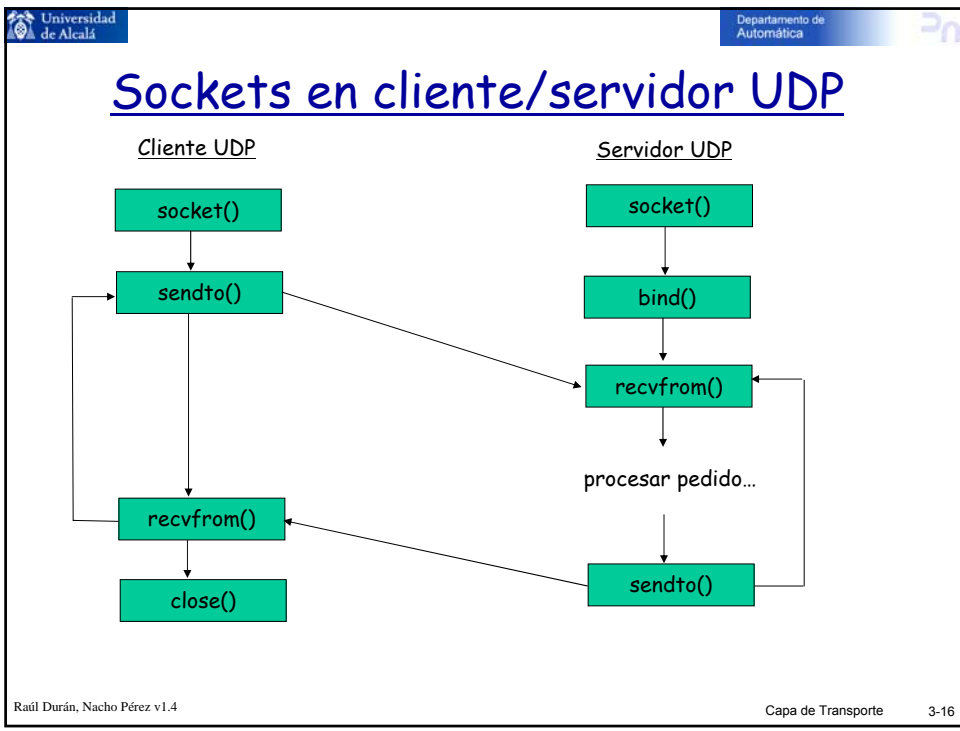 Universidad
de Alcalá
Departamento de
Automática
Sockets en cliente/servidor UDP
Cliente UDP
Servidor UDP
socket()
socket()
sendto()
bind()
recvfrom()
procesar pedido...
recvfrom()
sendto()
close()
Raúl Durán, Nacho Pérez v1.4
Capa de Transporte 3-16